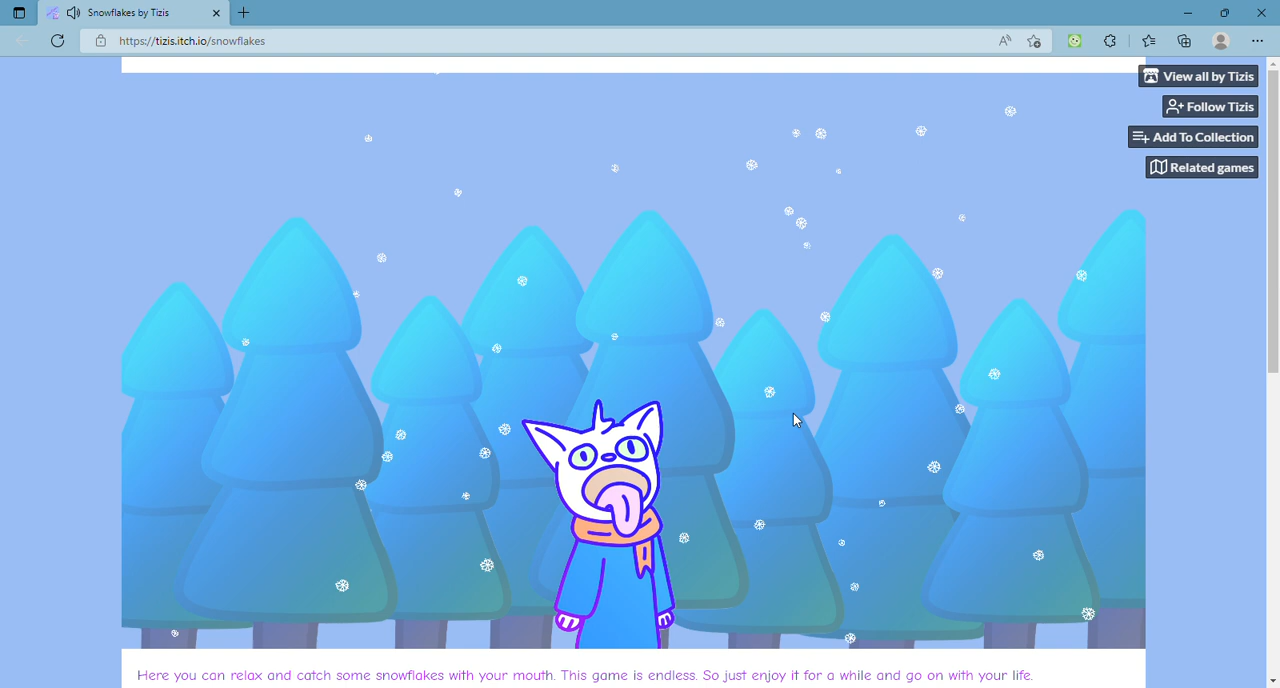 Snowflakes by Tizis
https://tizis.itch.io/snowflakes
View all by Tizis
Follow Tizis
Add To Collection
Related games
Here you can relax and catch some snowflakes with your mouth. This game is endless. So just enjoy it for a while and go on with your life.